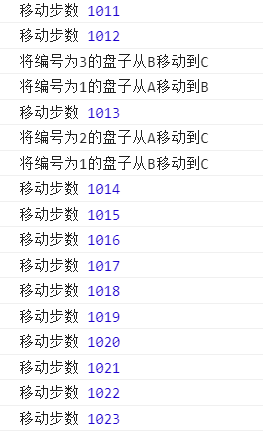 移动步数 1011
移动步数 1012
将编号为3的盘子从B移动到C
将编号为1的盘子从A移动到B
移动步数 1013
将编号为2的盘子从A移动到C
将编号为1的盘子从B移动到C
移动步数 1014
移动步数 1015
移动步数 1016
移动步数 1017
移动步数 1018
移动步数 1019
移动步数 1020
移动步数 1021
移动步数 1022
移动步数 1023